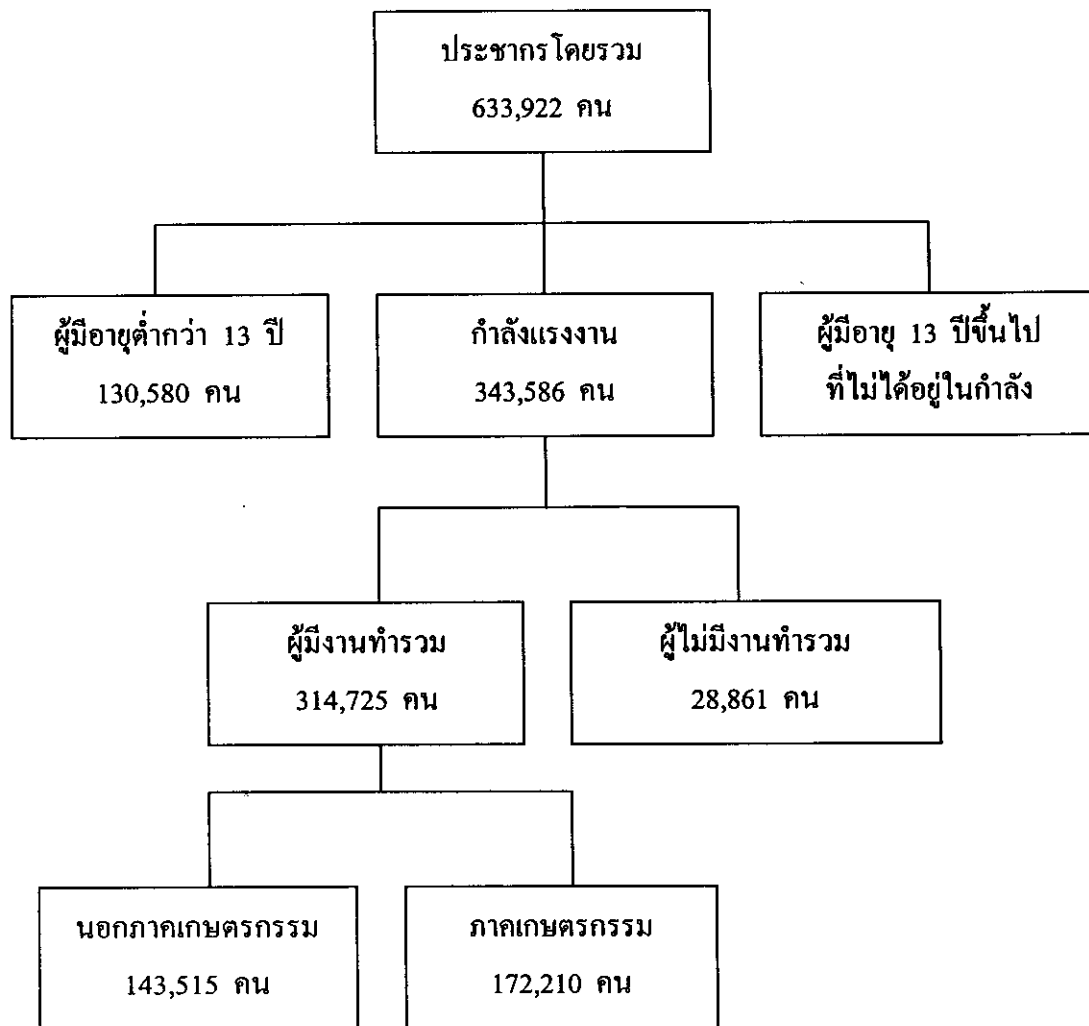 ประชากรโดยรวม
633,922 คน
ผู้มีอายุต่ำกว่า 13 ปี
130,580 คน
กำลังแรงงาน
343,586 คน
ผู้มีอายุ 13 ปีขึ้นไป
ที่ไม่ได้อยู่ในกำลัง
ผู้มีงานทำรวม
314,725 คน
ผู้ไม่มีงานทำรวม
28,861 คน
นอกภาคเกษตรกรรม
143,515 คน
ภาคเกษตรกรรม
172,210 คน